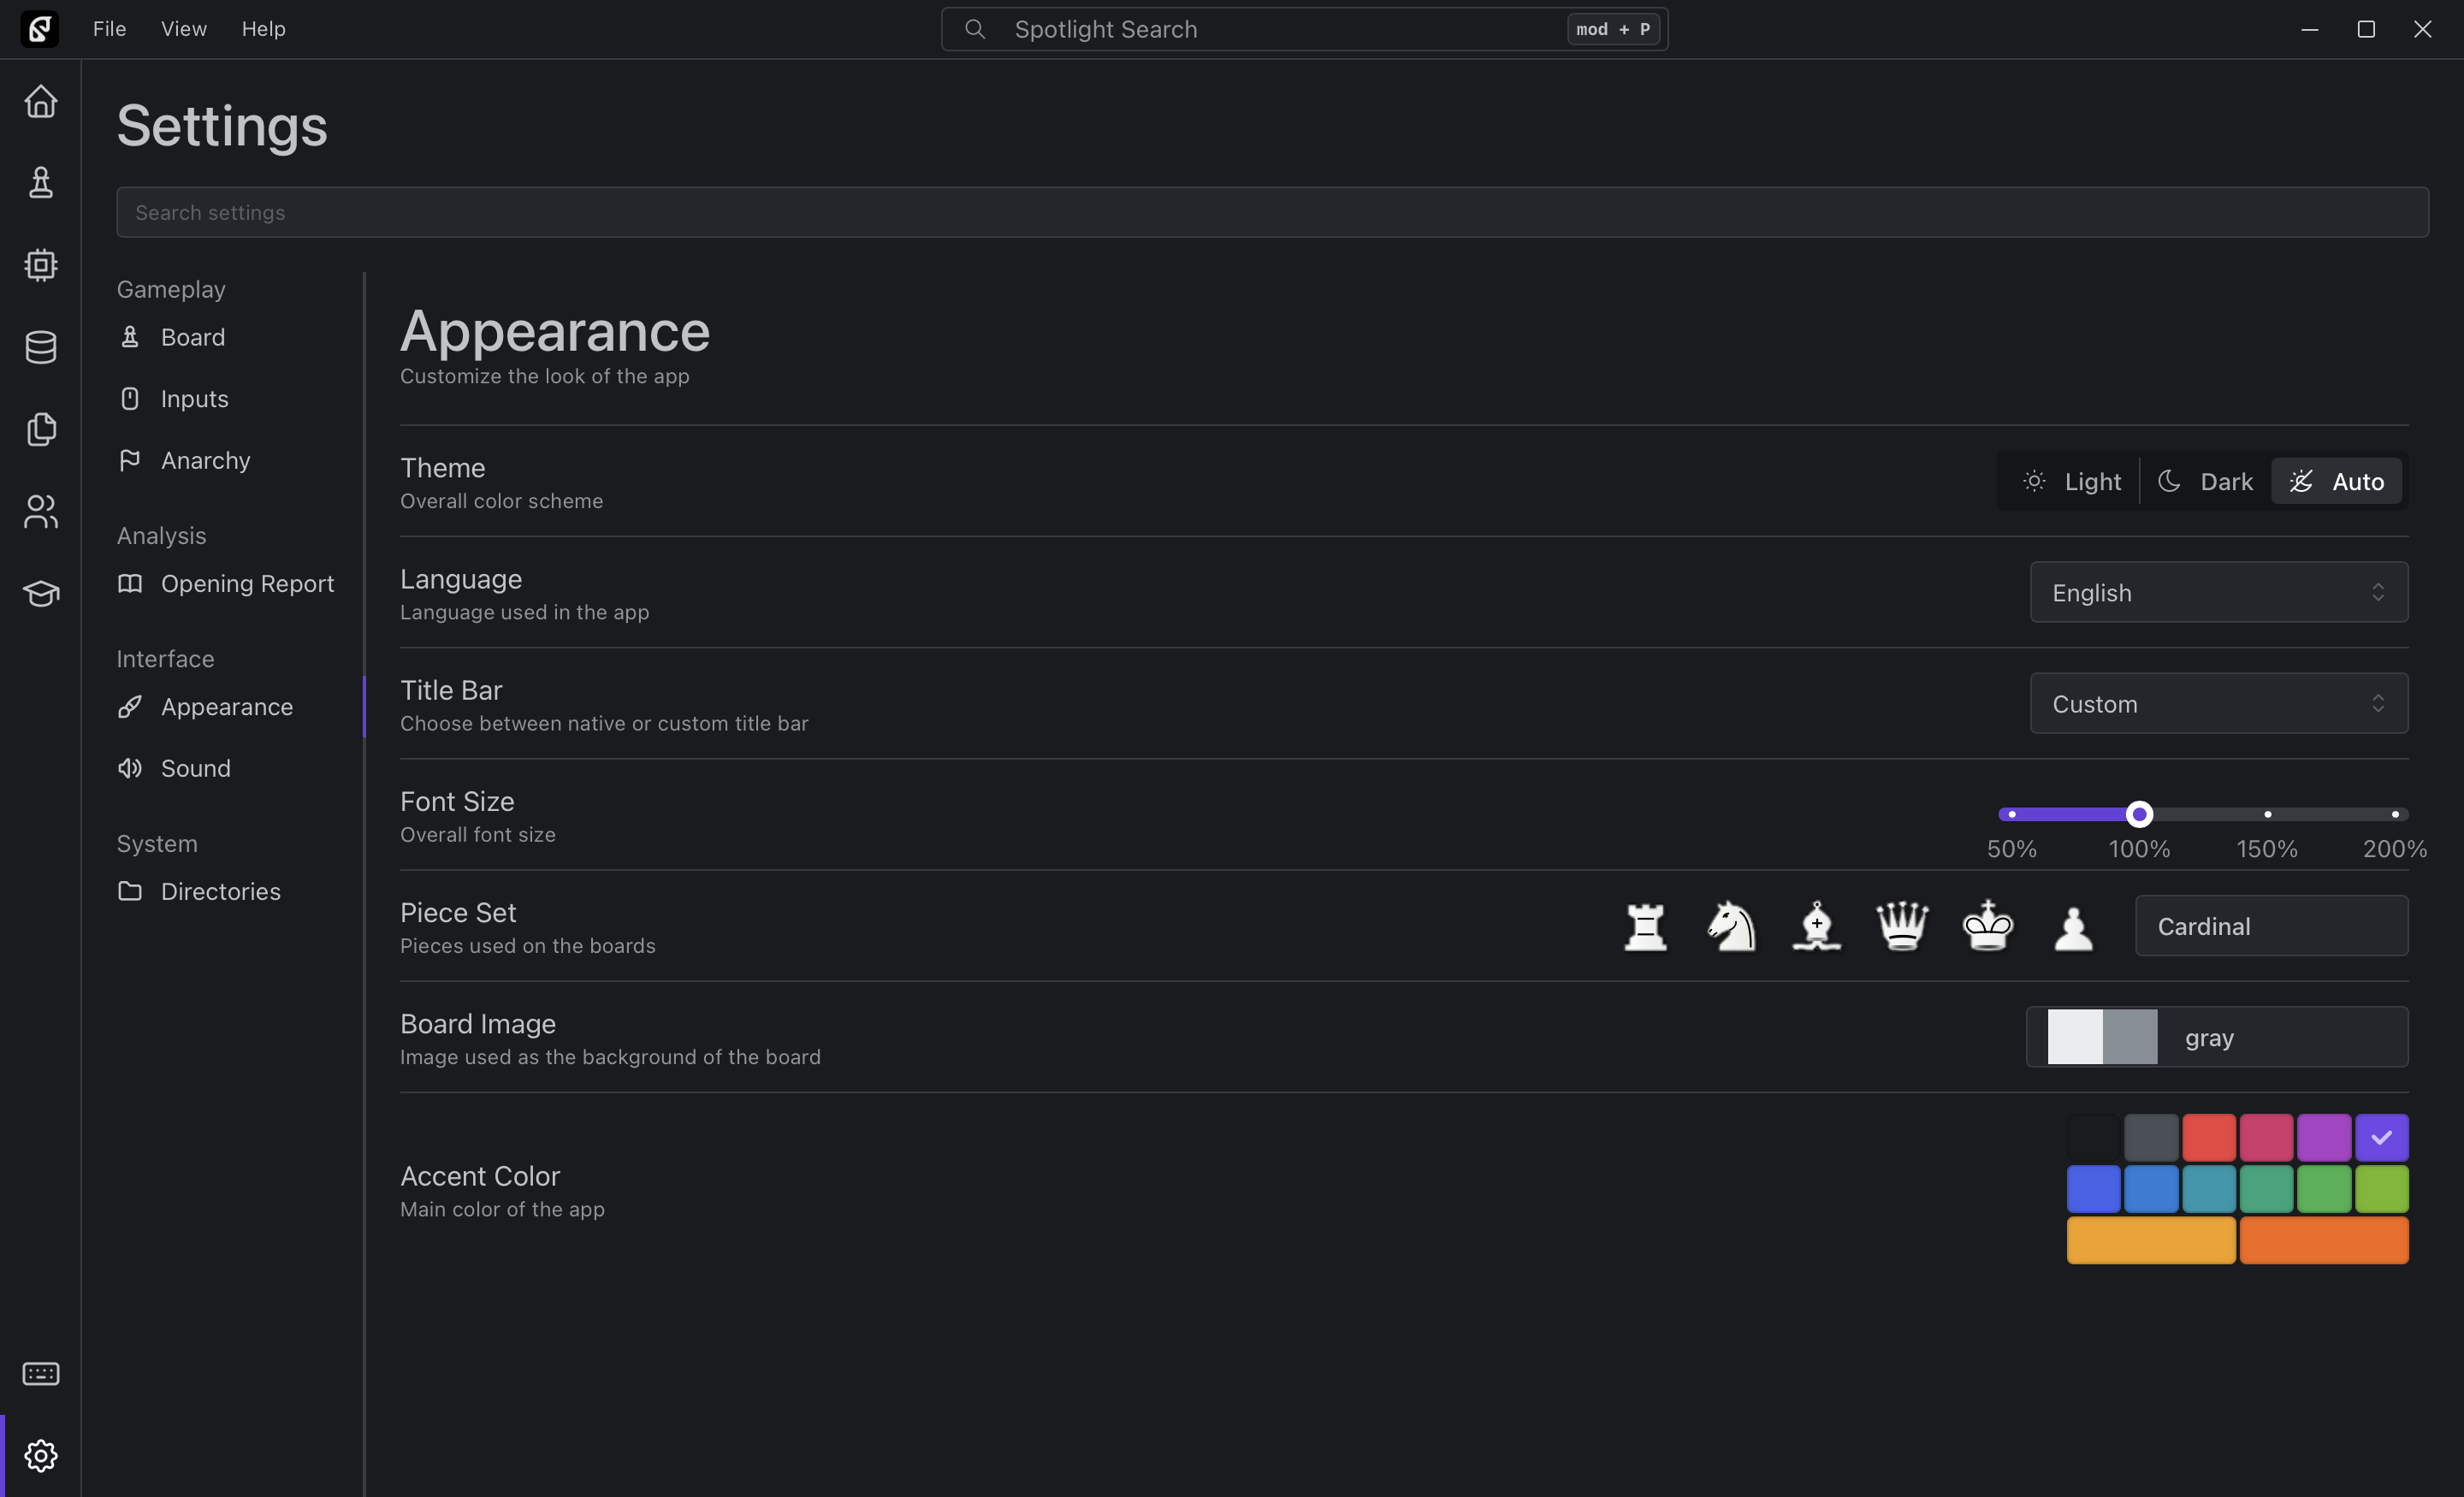 File View Help
Spotlight Search
mod + P
Settings
Search settings
Gameplay
Board
Inputs
Anarchy
Analysis
Opening Report
Interface
Appearance
Sound
System
Directories
Appearance
Customize the look of the app
Theme
Overall color scheme
Light Dark Auto
Language
Language used in the app
English
Title Bar
Choose between native or custom title bar
Custom
Font Size
Overall font size
50% 100% 150% 200%
Piece Set
Pieces used on the boards
Cardinal
Board Image
Image used as the background of the board
gray
Accent Color
Main color of the app